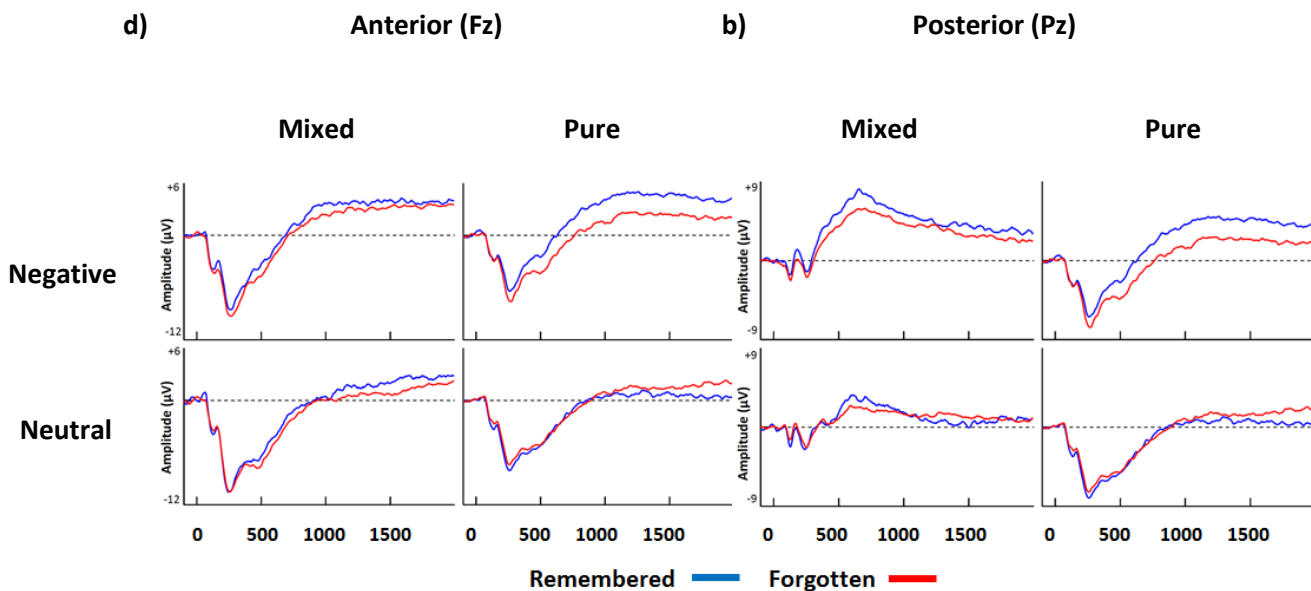 d) Anterior (Fz) b) Posterior (Pz)
Mixed Pure Mixed Pure
Negative
+6
Amplitude (µV)
-12
+9
Amplitude (µV)
-9
Neutral
+6
Amplitude (µV)
-12
+9
Amplitude (µV)
-9
0 500 1000 1500 0 500 1000 1500 0 500 1000 1500 0 500 1000 1500
Remembered Forgotten